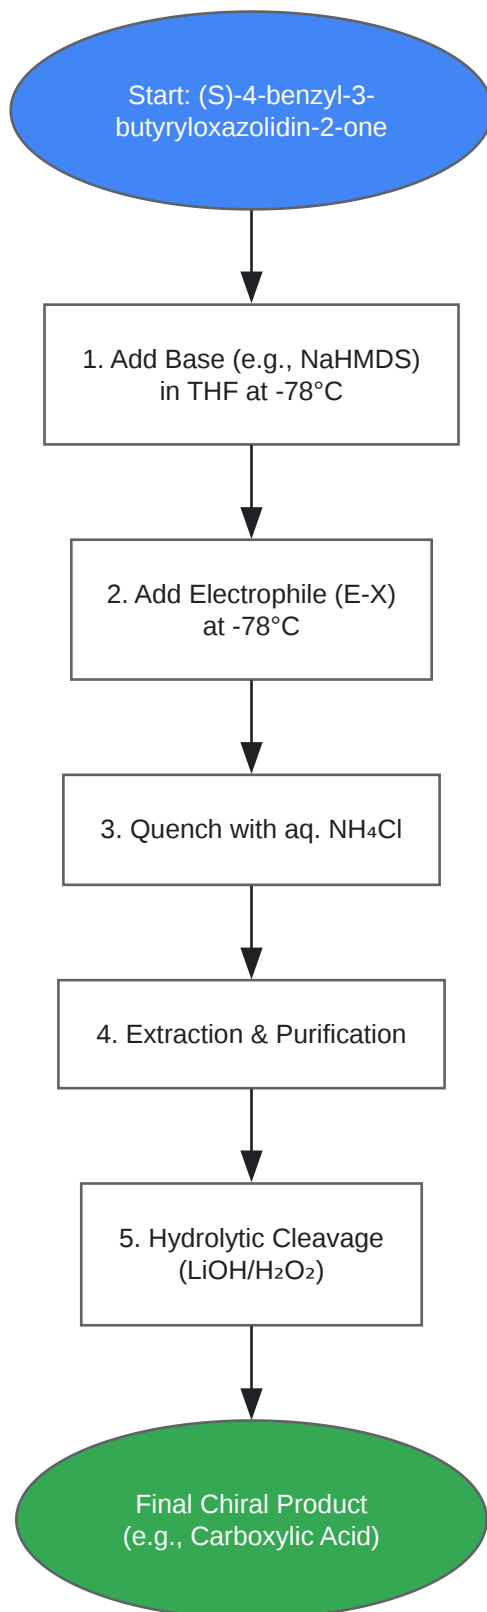 Start: (S)-4-benzyl-3-
butyryloxazolidin-2-one
1. Add Base (e.g., NaHMDS)
in THF at -78°C
2. Add Electrophile (E-X)
at -78°C
3. Quench with aq. NH₄Cl
4. Extraction & Purification
5. Hydrolytic Cleavage
(LiOH/H₂O₂)
Final Chiral Product
(e.g., Carboxylic Acid)